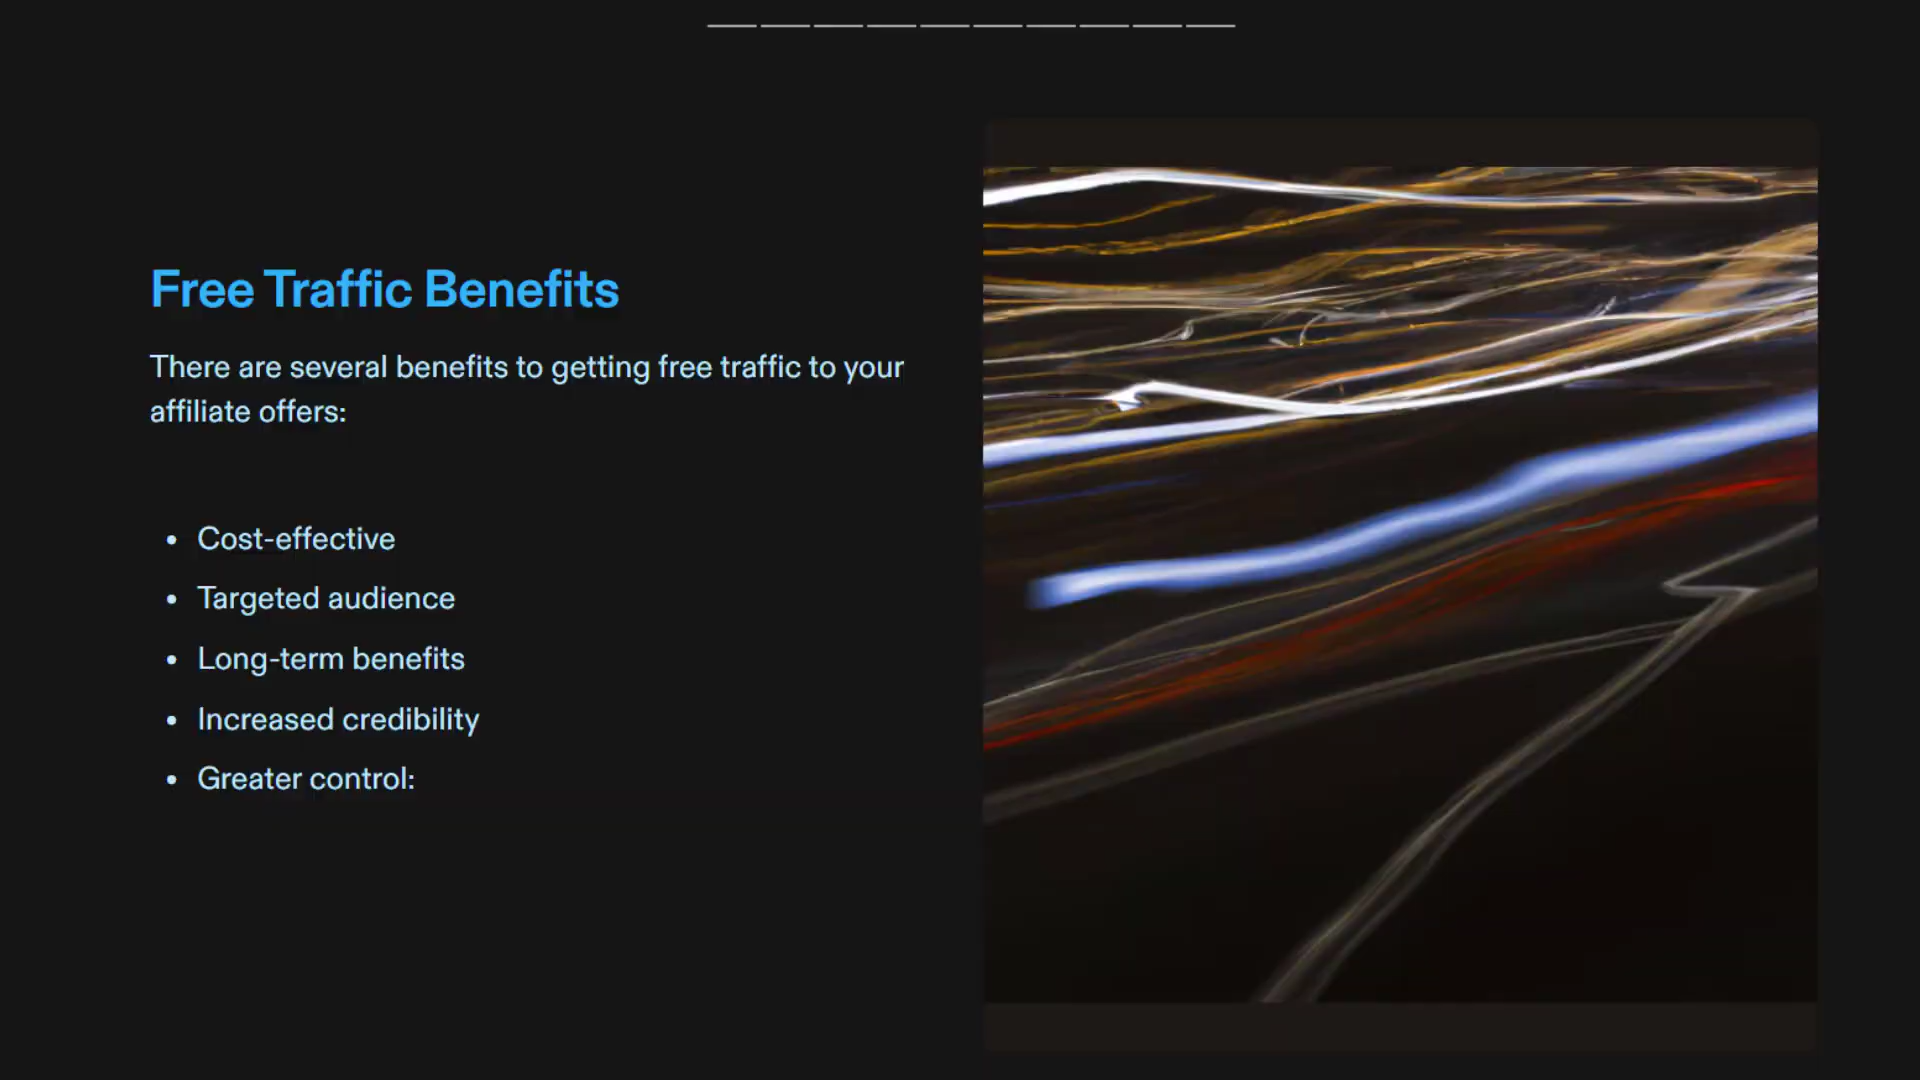 Free Traffic Benefits
There are several benefits to getting free traffic to your
affiliate offers:
• Cost-effective
• Targeted audience
• Long-term benefits
• Increased credibility
• Greater control: